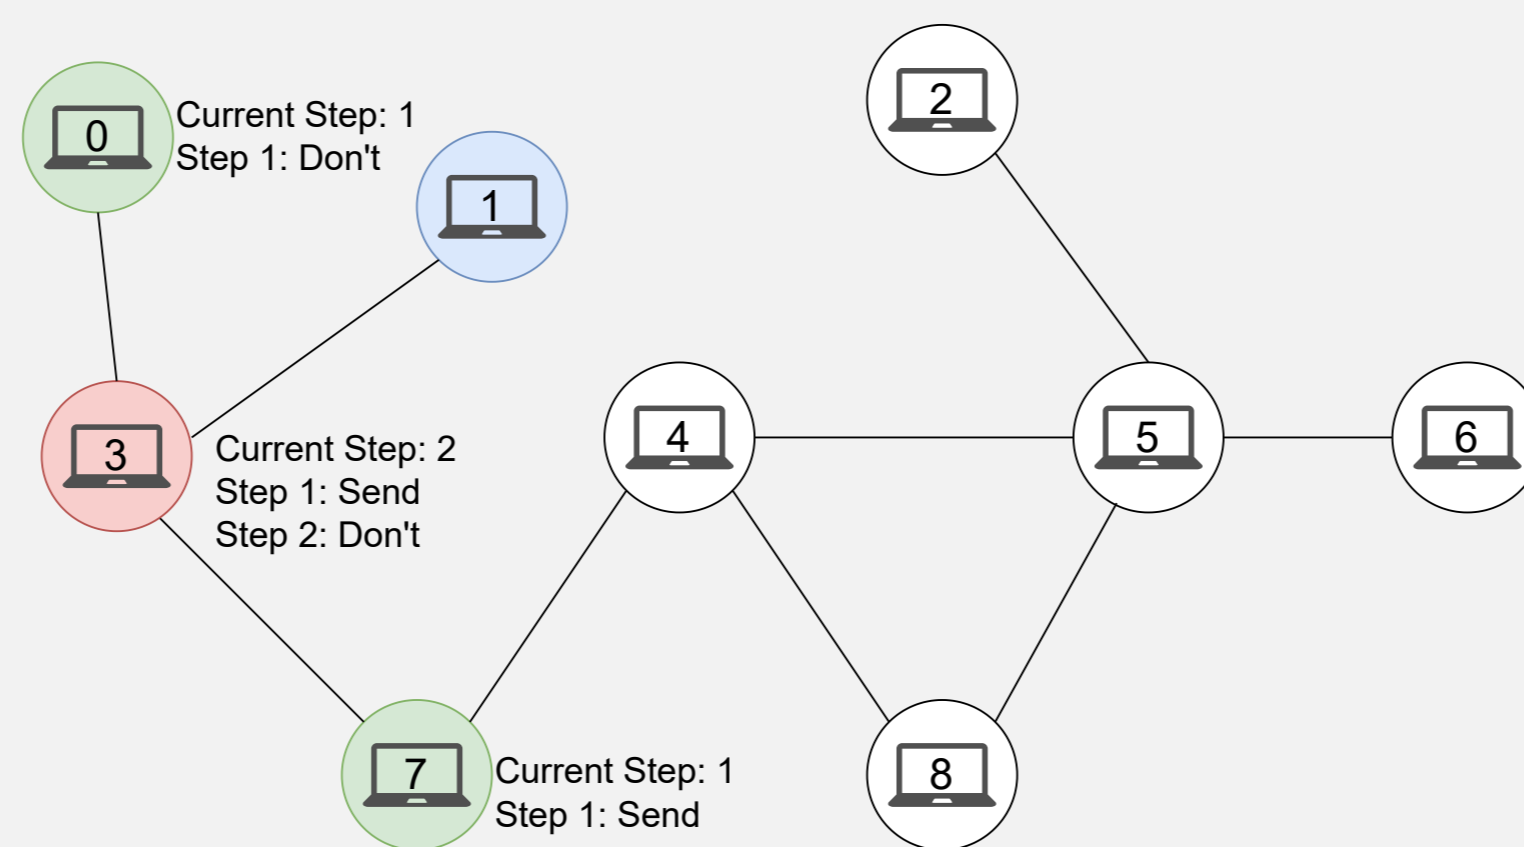 0
Current Step: 1
Step 1: Don't
1
2
3
Current Step: 2
Step 1: Send
Step 2: Don't
4
5
6
7
Current Step: 1
Step 1: Send
8